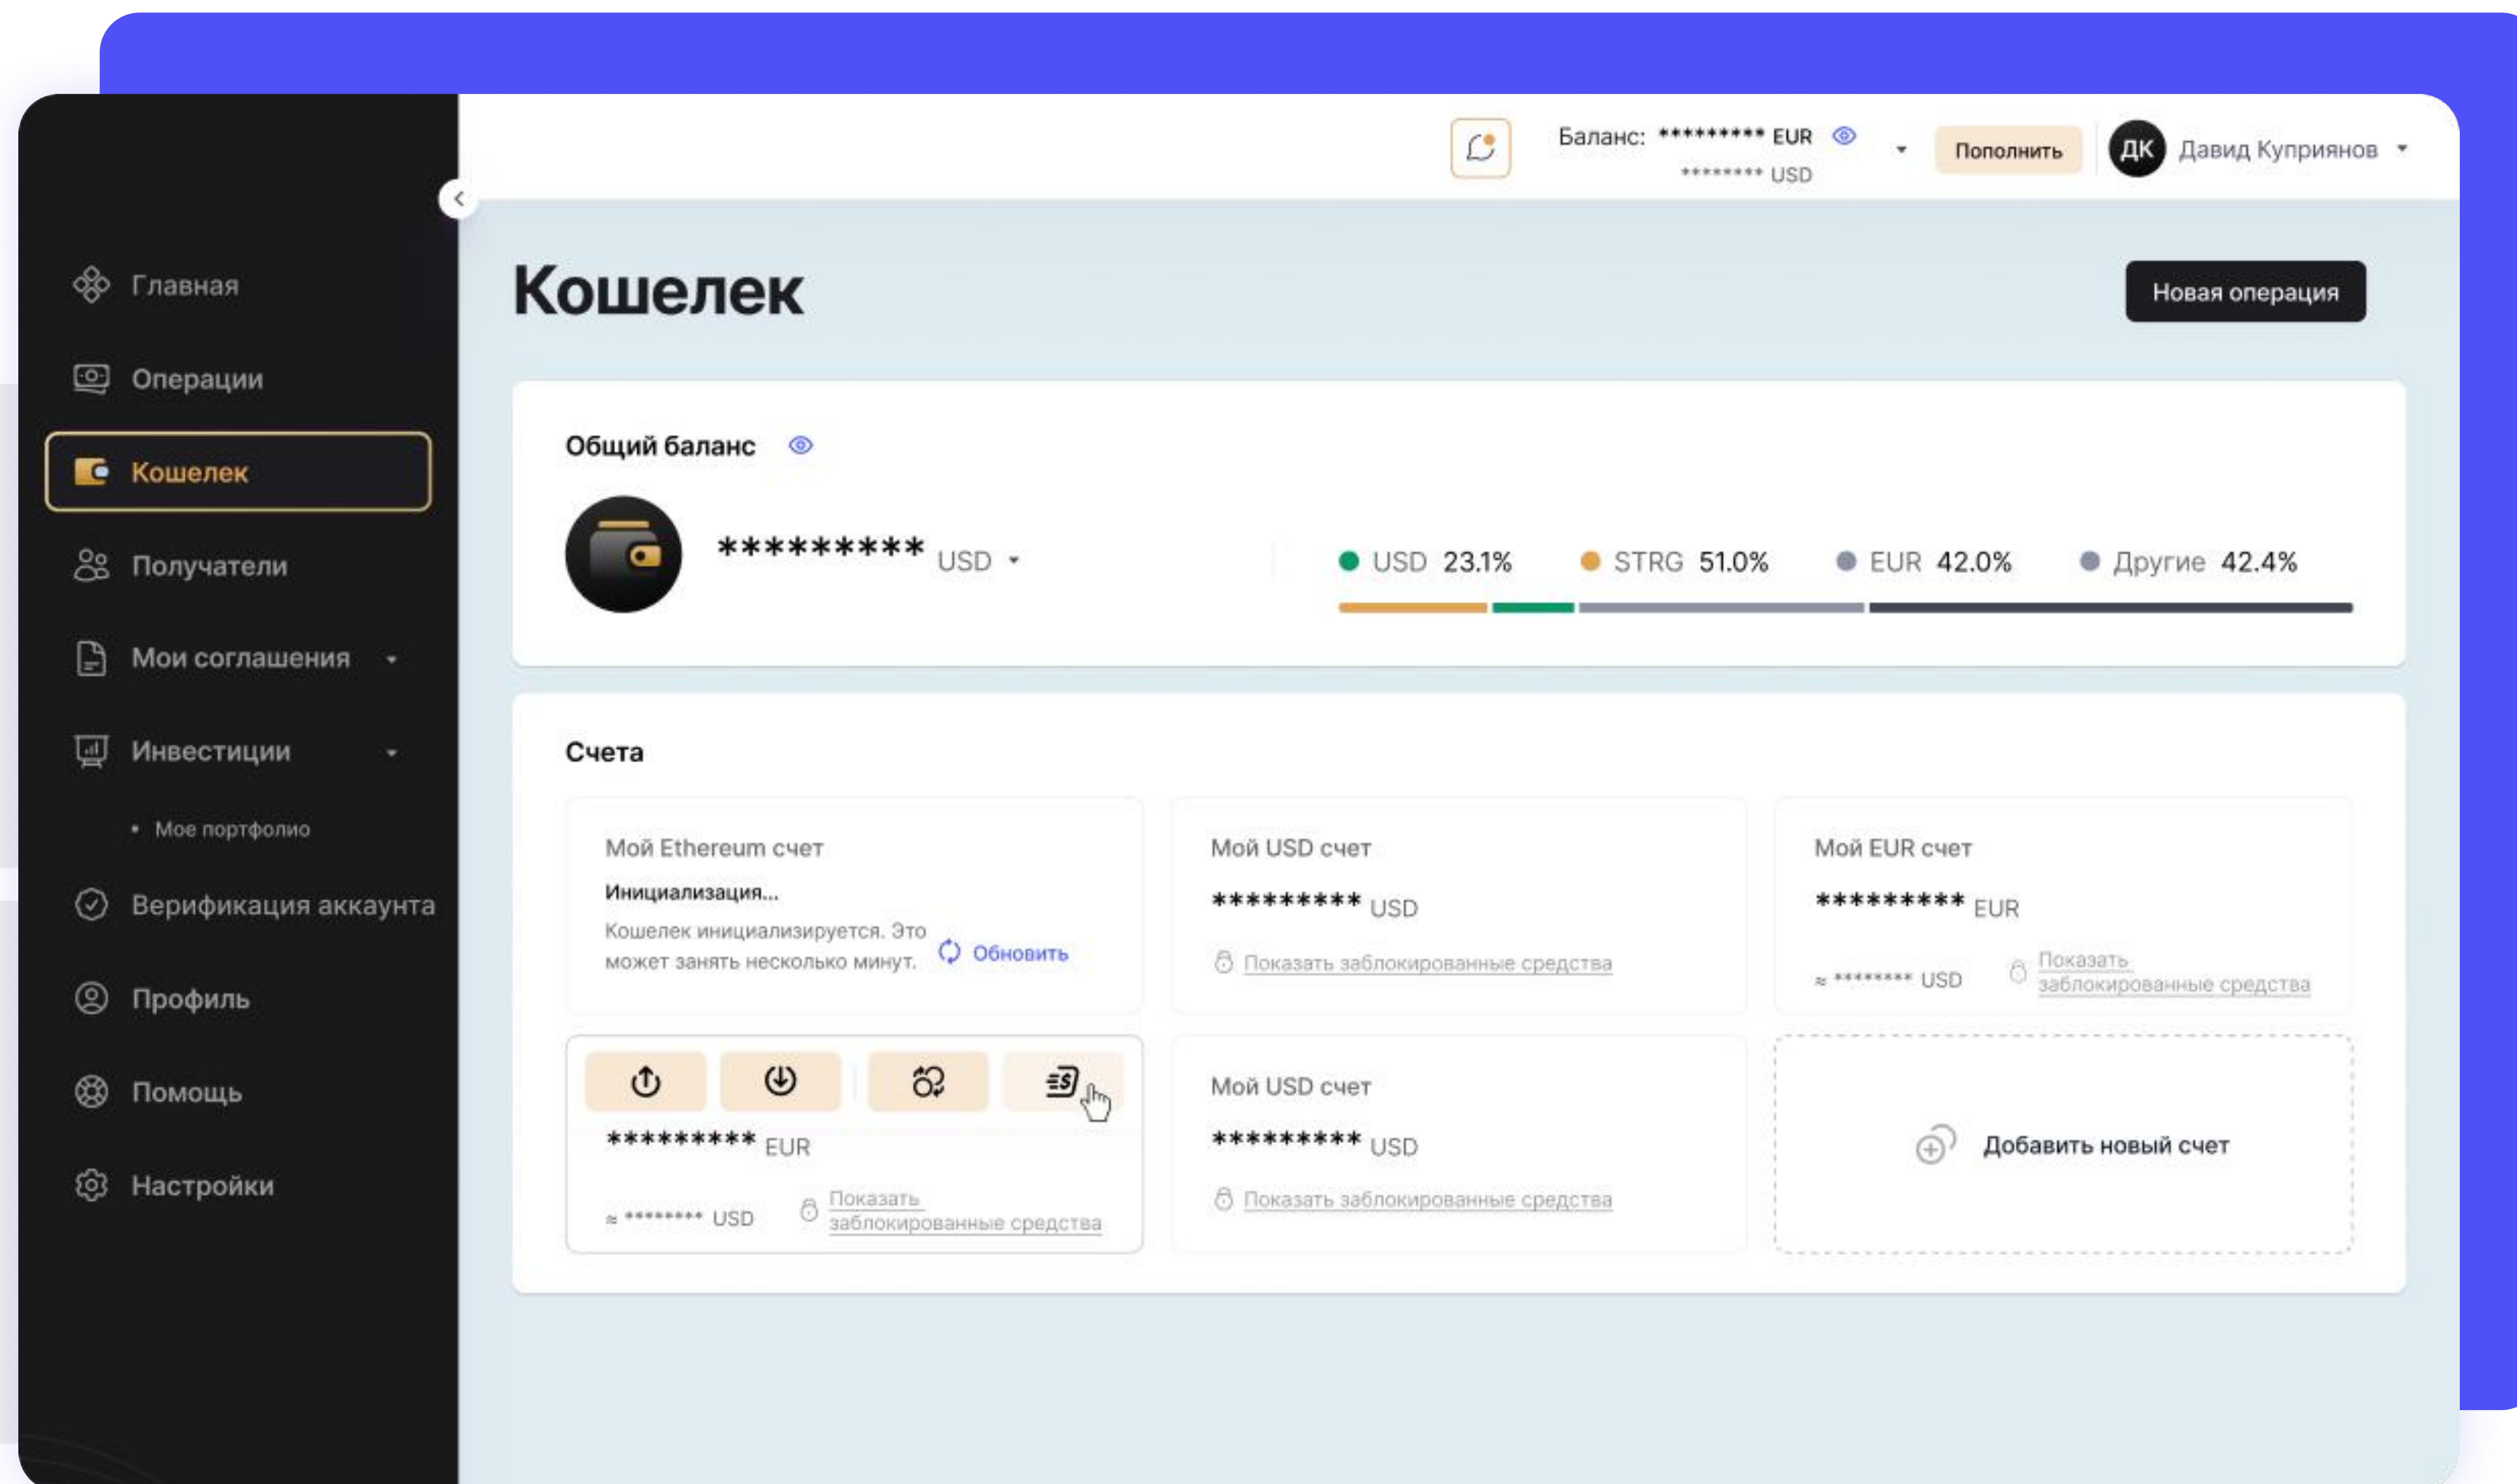 Баланс: ********* EUR
******** USD
Пополнить
ДК
Давид Куприянов
Главная
Операции
Кошелек
Получатели
Мои соглашения
Инвестиции
• Мое портфолио
Верификация аккаунта
Профиль
Помощь
Настройки
Кошелек
Новая операция
Общий баланс
********* USD
USD 23.1%
STRG 51.0%
EUR 42.0%
Другие 42.4%
Счета
Мой Ethereum счет
Инициализация...
Кошелек инициализируется. Это
может занять несколько минут.
Обновить
Мой USD счет
********* USD
Показать заблокированные средства
Мой EUR счет
********* EUR
≈ ******** USD
Показать
заблокированные средства
********* EUR
≈ ******** USD
Показать
заблокированные средства
Мой USD счет
********* USD
Показать заблокированные средства
Добавить новый счет